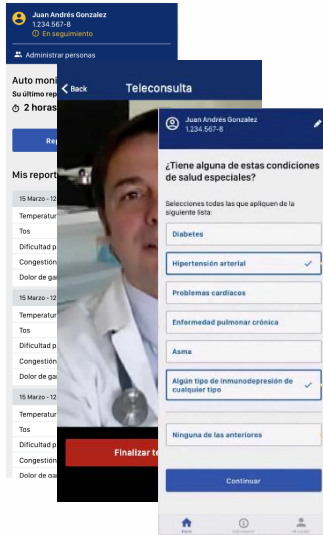 Juan Andrés Gonzalez
1.234.567-8
En seguimiento
Administrar personas
Auto moni
Su último rep
2 horas
Rep
Mis report
15 Marzo - 12
Temperatur
Tos
Dificultad p
Congestión
Dolor de ga
15 Marzo - 12
Temperatur
Tos
Dificultad p
Congestión
Dolor de ga
15 Marzo - 12
Temperatur
Tos
Dificultad p
Congestión
Dolor de ga
Back
Teleconsulta
Finalizar te
Juan Andrés Gonzalez
1.234.567-8
¿Tiene alguna de estas condiciones
de salud especiales?
Selecciones todas las que apliquen de la
siguiente lista:
Diabetes
Hipertensión arterial
Problemas cardíacos
Enfermedad pulmonar crónica
Asma
Algún tipo de inmunodepresión de
cualquier tipo
Ninguna de las anteriores
Continuar
Inicio